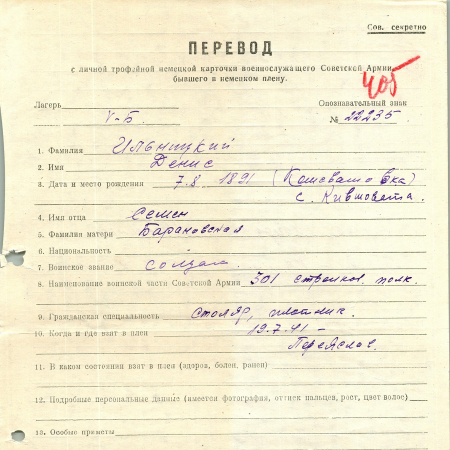 Сов. секретно
ПЕРЕВОД
с личной трофейной немецкой карточки военнослужащего Советской Армии,
бывшего в немецком плену.
405
Лагерь V-Б Опознавательный знак
№ 22235
1. Фамилия Ильницкий
2. Имя Денис
3. Дата и место рождения 7.8 1891 (
с.
4. Имя отца Семен
5. Фамилия матери Барановская
6. Национальность
7. Воинское звание солдат
8. Наименование воинской части Советской Армии 301 полк.
9. Гражданская специальность столяр, плотник.
10. Когда и где взят в плен 19.7.41 –
Переяслов.
11. В каком состоянии взят в плен (здоров, болен, ранен)
12. Подробные персональные данные (имеется фотография, оттиск пальцев, рост, цвет волос)
13. Особые приметы